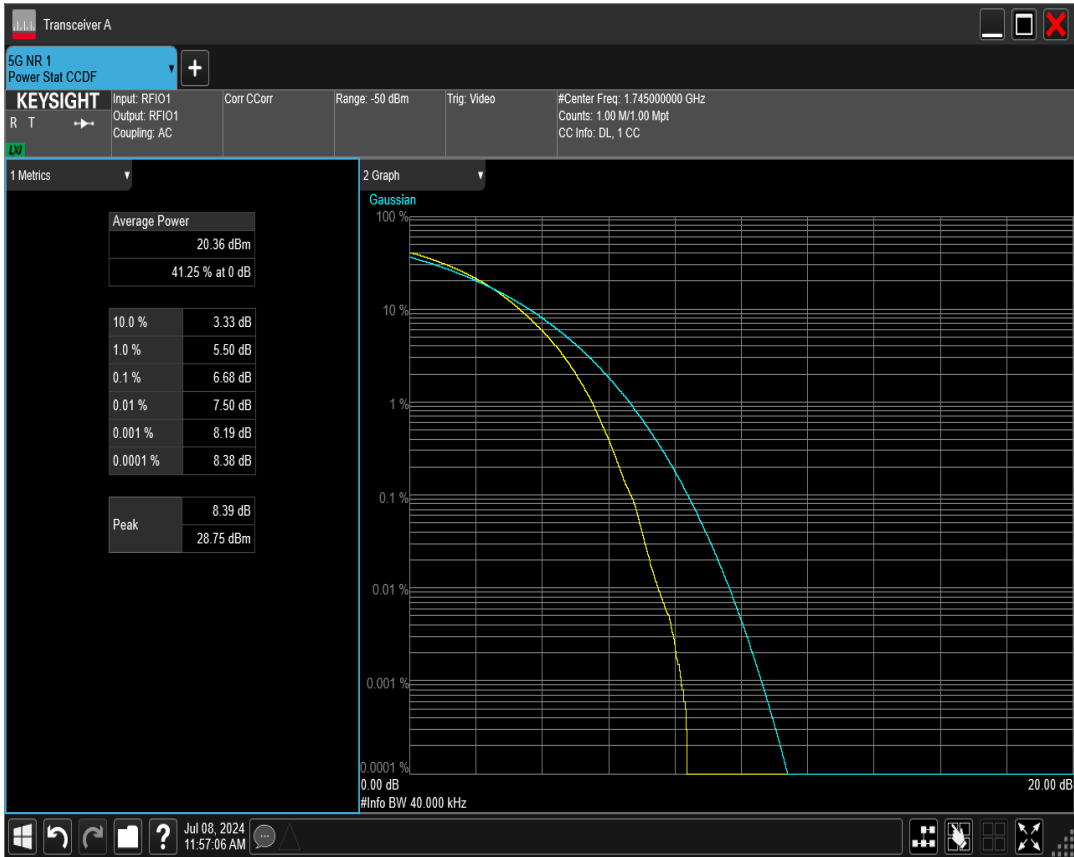 Transceiver A
5G NR 1
Power Stat CCDF
KEYSIGHT
R T
LXI
Input: RFIO1
Output: RFIO1
Coupling: AC
Corr CCorr
Range: -50 dBm
Trig: Video
#Center Freq: 1.745000000 GHz
Counts: 1.00 M/1.00 Mpt
CC Info: DL, 1 CC
1 Metrics
Average Power
20.36 dBm
41.25 % at 0 dB
10.0 % 3.33 dB
1.0 % 5.50 dB
0.1 % 6.68 dB
0.01 % 7.50 dB
0.001 % 8.19 dB
0.0001 % 8.38 dB
Peak 8.39 dB
28.75 dBm
2 Graph
Gaussian
100 %
10 %
1 %
0.1 %
0.01 %
0.001 %
0.0001 %
0.00 dB 20.00 dB
#Info BW 40.000 kHz
? Jul 08, 2024
11:57:06 AM